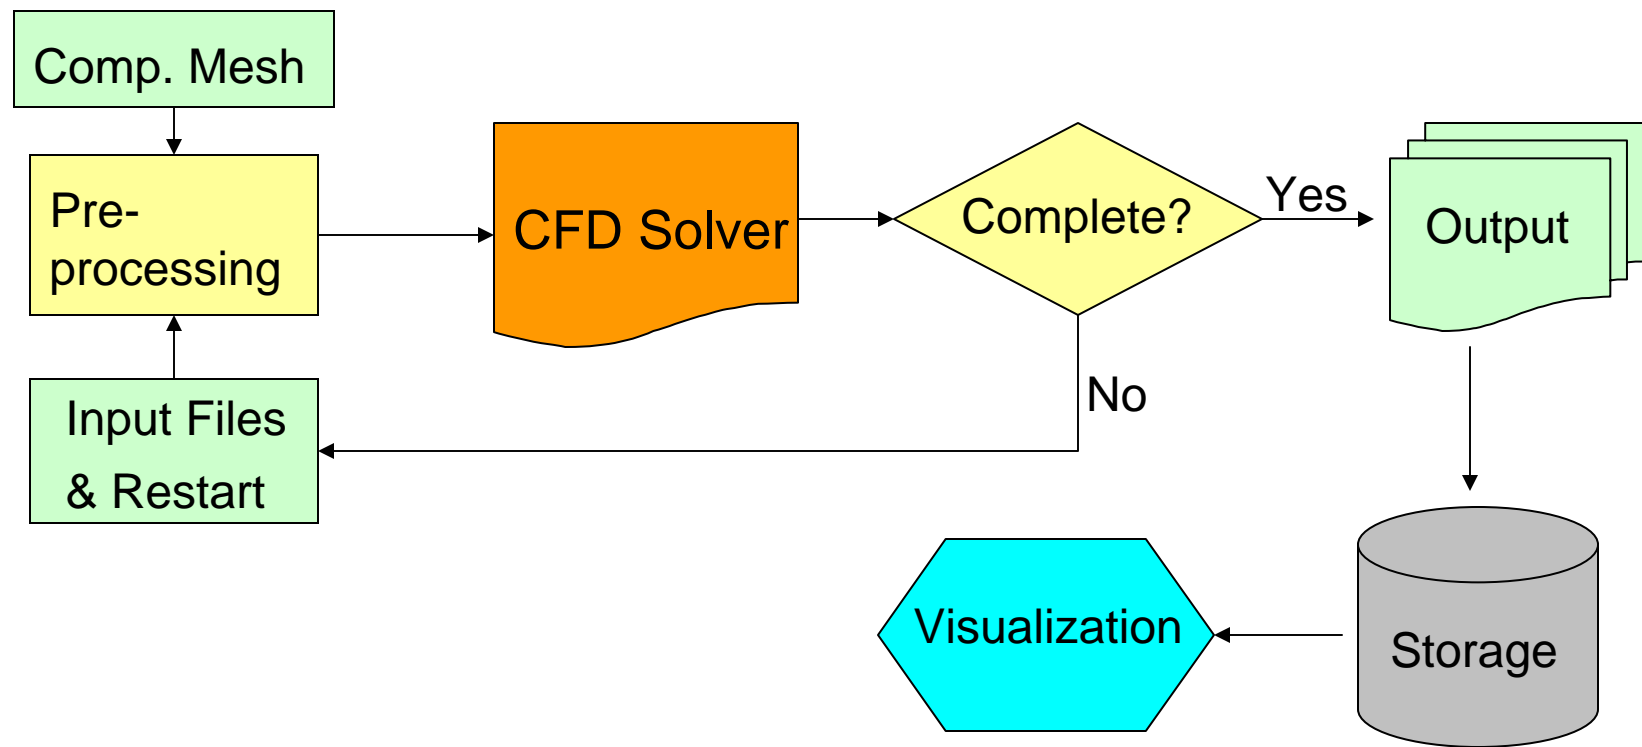 Comp. Mesh
Pre-
processing
CFD Solver
Complete?
Yes
Output
No
Input Files
& Restart
Visualization
Storage